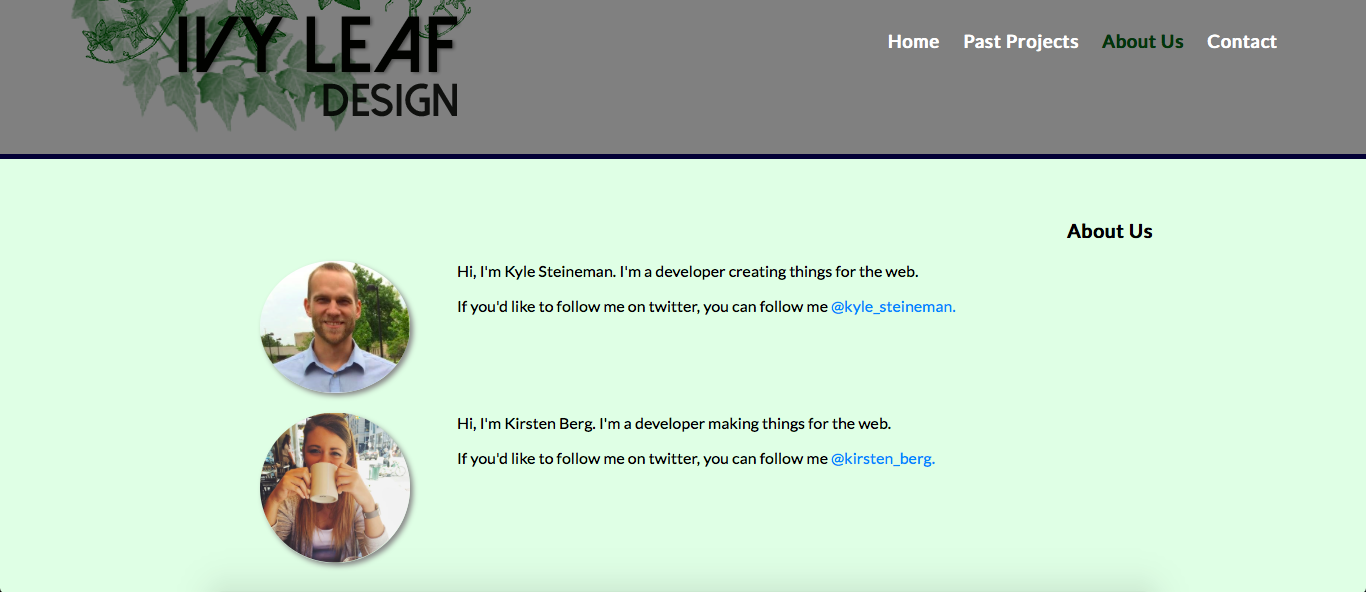 IVY LEAF
DESIGN
Home Past Projects About Us Contact
About Us
Hi, I'm Kyle Steineman. I'm a developer creating things for the web.
If you'd like to follow me on twitter, you can follow me @kyle_steineman.
Hi, I'm Kirsten Berg. I'm a developer making things for the web.
If you'd like to follow me on twitter, you can follow me @kirsten_berg.